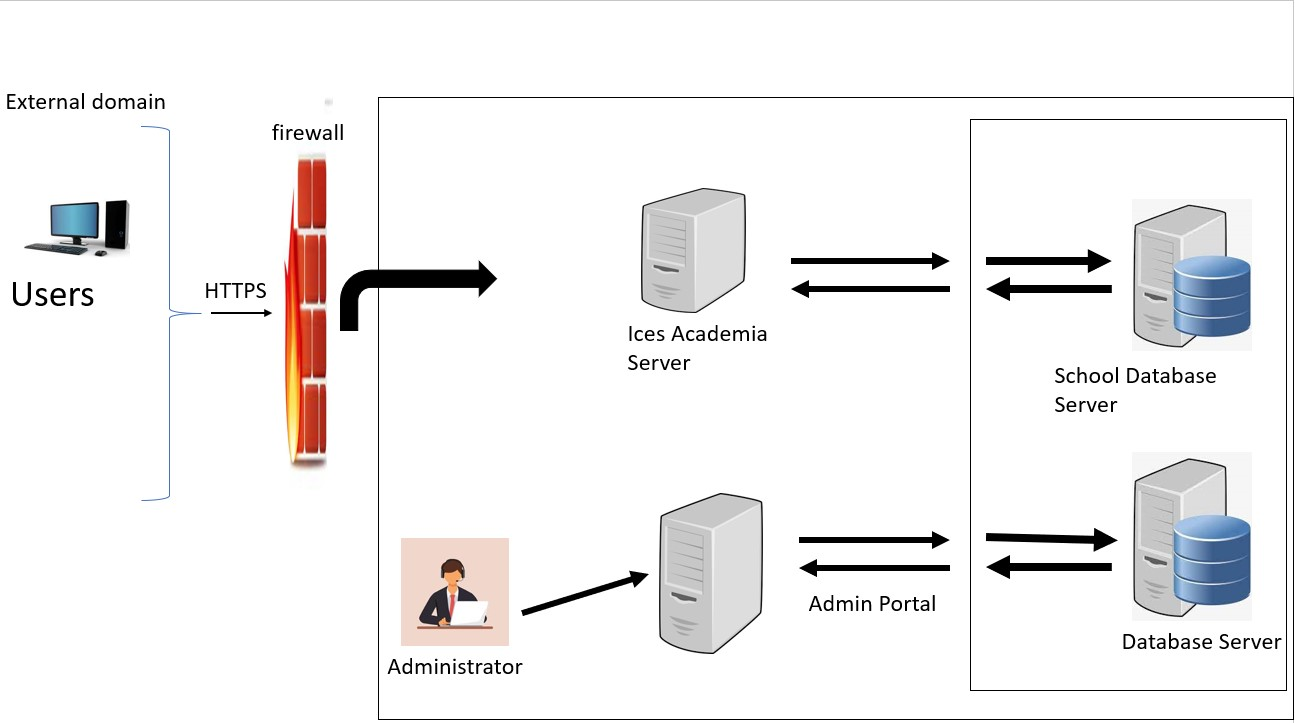 External domain
firewall
Users
HTTPS
Ices Academia
Server
School Database
Server
Admin Portal
Database Server
Administrator